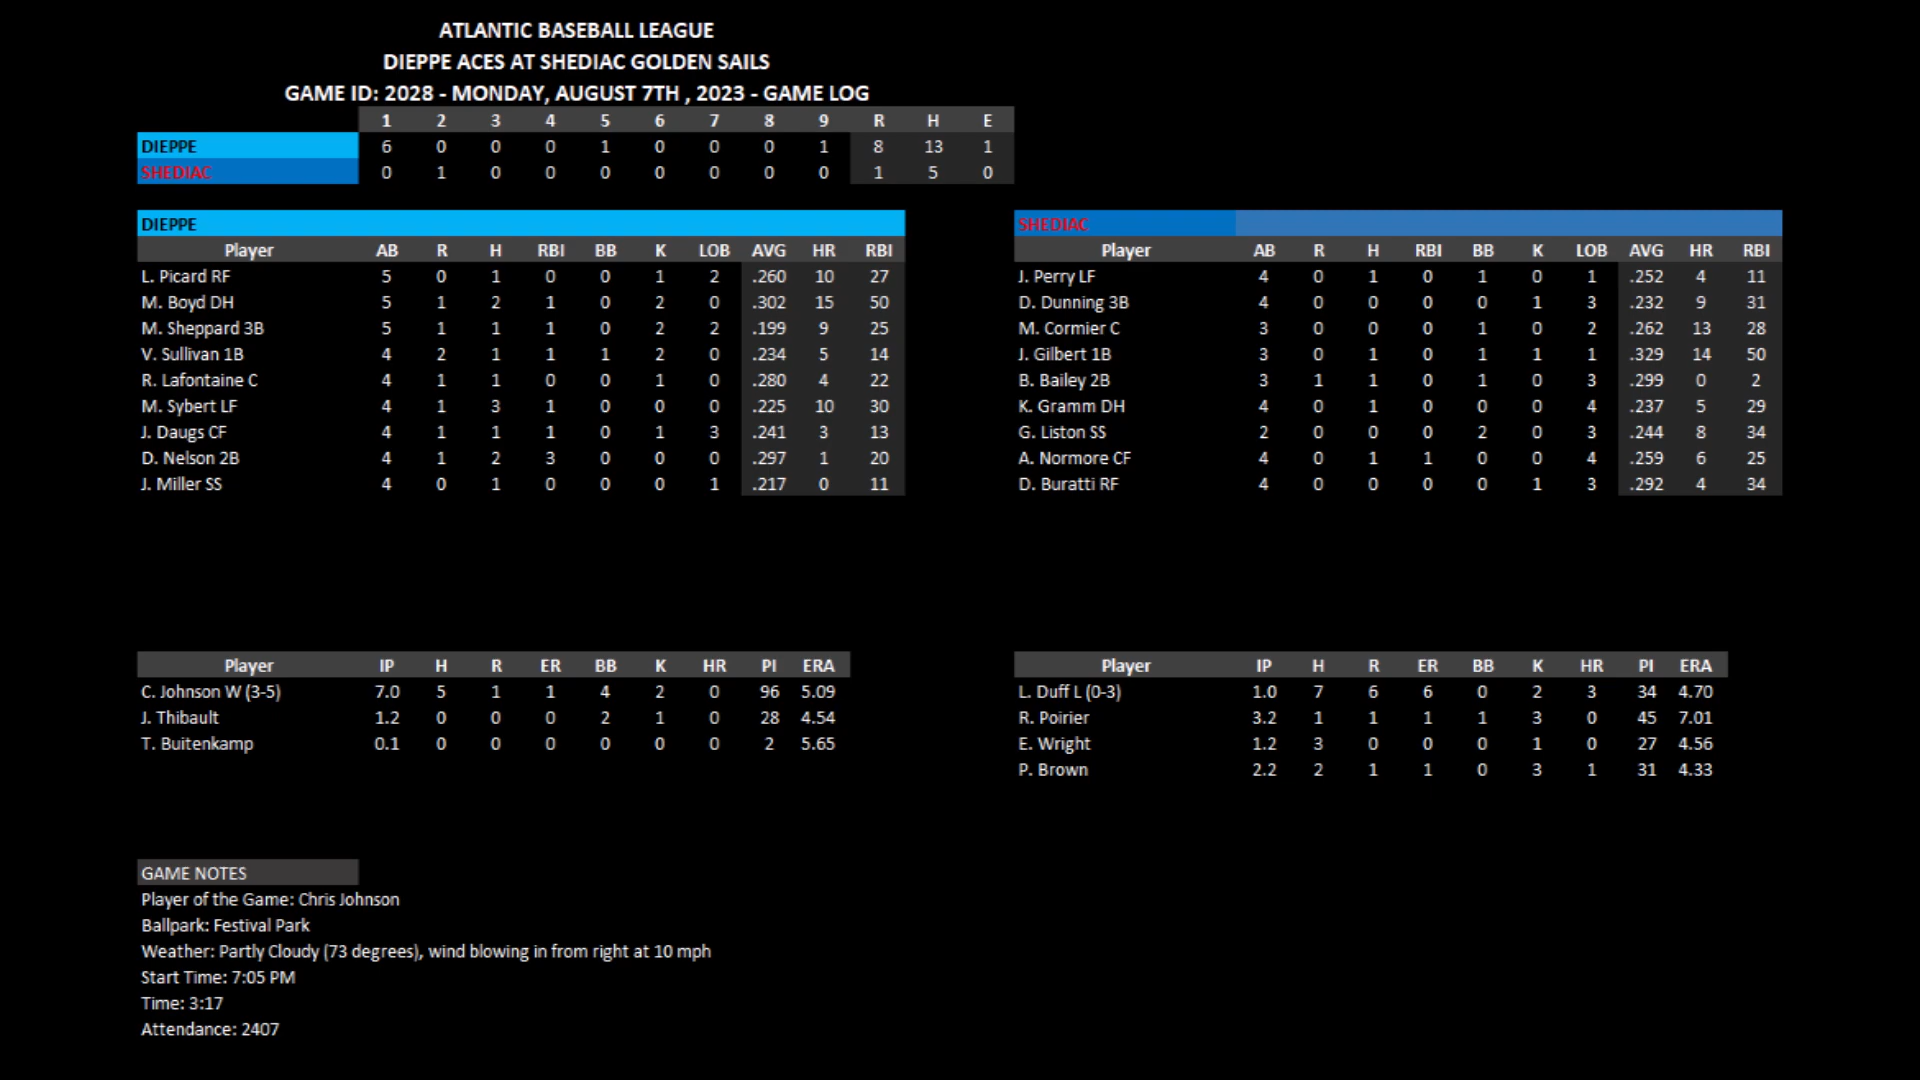 ATLANTIC BASEBALL LEAGUE
DIEPPE ACES AT SHEDIAC GOLDEN SAILS
GAME ID: 2028 - MONDAY, AUGUST 7TH , 2023 - GAME LOG
1 2 3 4 5 6 7 8 9 R H E
DIEPPE 6 0 0 0 1 0 0 0 1 8 13 1
SHEDIAC 0 1 0 0 0 0 0 0 0 1 5 0
DIEPPE
Player AB R H RBI BB K LOB AVG HR RBI
L. Picard RF 5 0 1 0 0 1 2 .260 10 27
M. Boyd DH 5 1 2 1 0 2 0 .302 15 50
M. Sheppard 3B 5 1 1 1 0 2 2 .199 9 25
V. Sullivan 1B 4 2 1 1 1 2 0 .234 5 14
R. Lafontaine C 4 1 1 0 0 1 0 .280 4 22
M. Sybert LF 4 1 3 1 0 0 0 .225 10 30
J. Daugs CF 4 1 1 1 0 1 3 .241 3 13
D. Nelson 2B 4 1 2 3 0 0 0 .297 1 20
J. Miller SS 4 0 1 0 0 0 1 .217 0 11
SHEDIAC
Player AB R H RBI BB K LOB AVG HR RBI
J. Perry LF 4 0 1 0 1 0 1 .252 4 11
D. Dunning 3B 4 0 0 0 0 1 3 .232 9 31
M. Cormier C 3 0 0 0 1 0 2 .262 13 28
J. Gilbert 1B 3 0 1 0 1 1 1 .329 14 50
B. Bailey 2B 3 1 1 0 1 0 3 .299 0 2
K. Gramm DH 4 0 1 0 0 0 4 .237 5 29
G. Liston SS 2 0 0 0 2 0 3 .244 8 34
A. Normore CF 4 0 1 1 0 0 4 .259 6 25
D. Buratti RF 4 0 0 0 0 1 3 .292 4 34
Player IP H R ER BB K HR PI ERA
C. Johnson W (3-5) 7.0 5 1 1 4 2 0 96 5.09
J. Thibault 1.2 0 0 0 2 1 0 28 4.54
T. Buitenkamp 0.1 0 0 0 0 0 0 2 5.65
Player IP H R ER BB K HR PI ERA
L. Duff L (0-3) 1.0 7 6 6 0 2 3 34 4.70
R. Poirier 3.2 1 1 1 1 3 0 45 7.01
E. Wright 1.2 3 0 0 0 1 0 27 4.56
P. Brown 2.2 2 1 1 0 3 1 31 4.33
GAME NOTES
Player of the Game: Chris Johnson
Ballpark: Festival Park
Weather: Partly Cloudy (73 degrees), wind blowing in from right at 10 mph
Start Time: 7:05 PM
Time: 3:17
Attendance: 2407